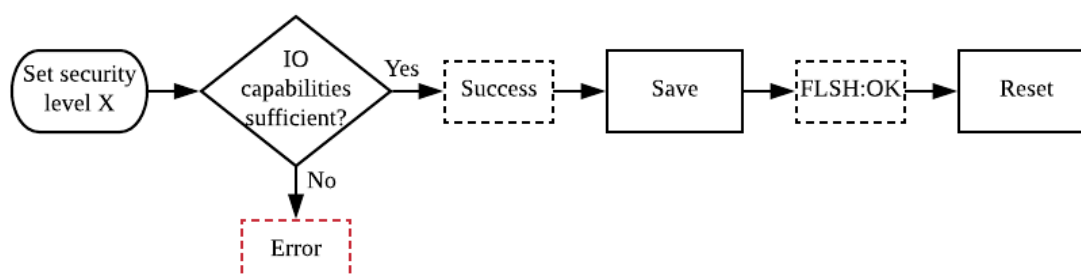 Set security
level X
IO
capabilities
sufficient?
Yes
Success
Save
FLSH:OK
Reset
No
Error